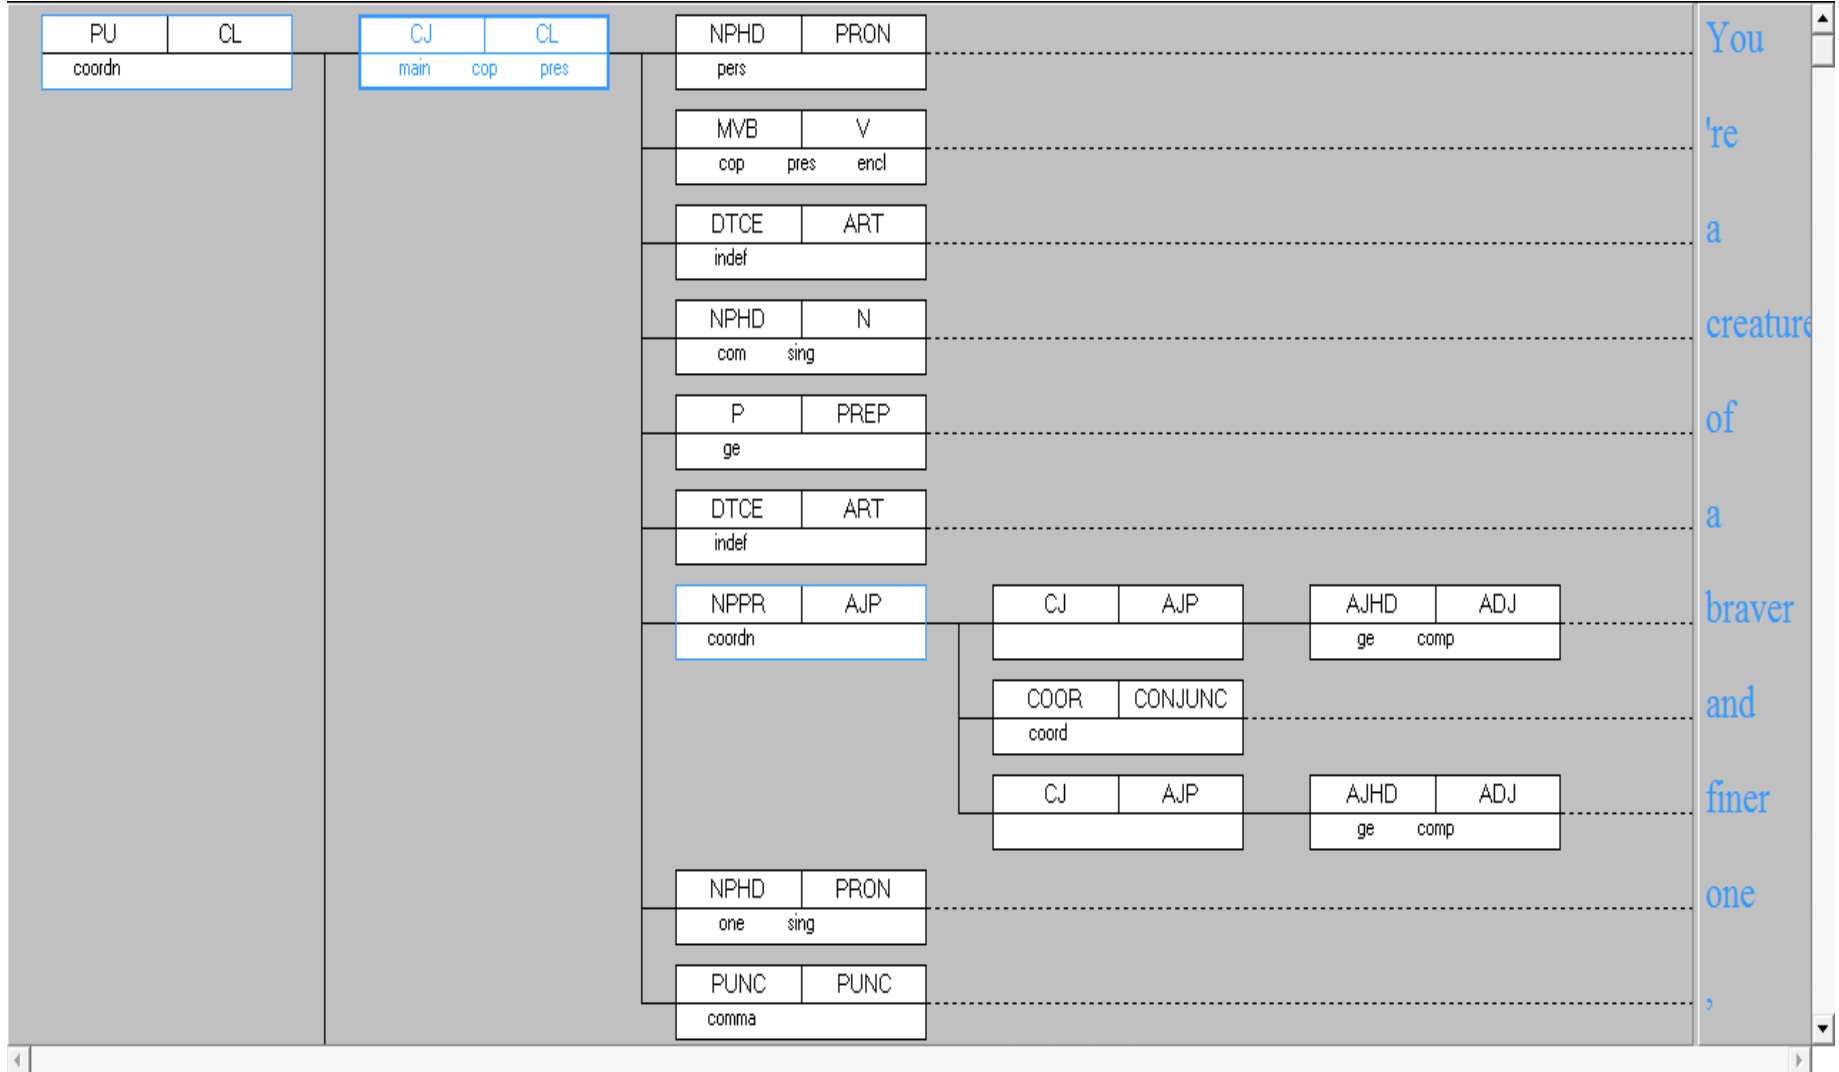 PU CL CJ CL NPHD PRON You
coordn main cop pres pers
MVB V 're
cop pres encl
DTCE ART a
indef
NPHD N creature
com sing
P PREP of
ge
DTCE ART a
indef
NPPR AJP CJ AJP AJHD ADJ braver
coordn ge comp
COOR CONJUNC and
coord
CJ AJP AJHD ADJ finer
ge comp
NPHD PRON one
one sing
PUNC PUNC ,
comma